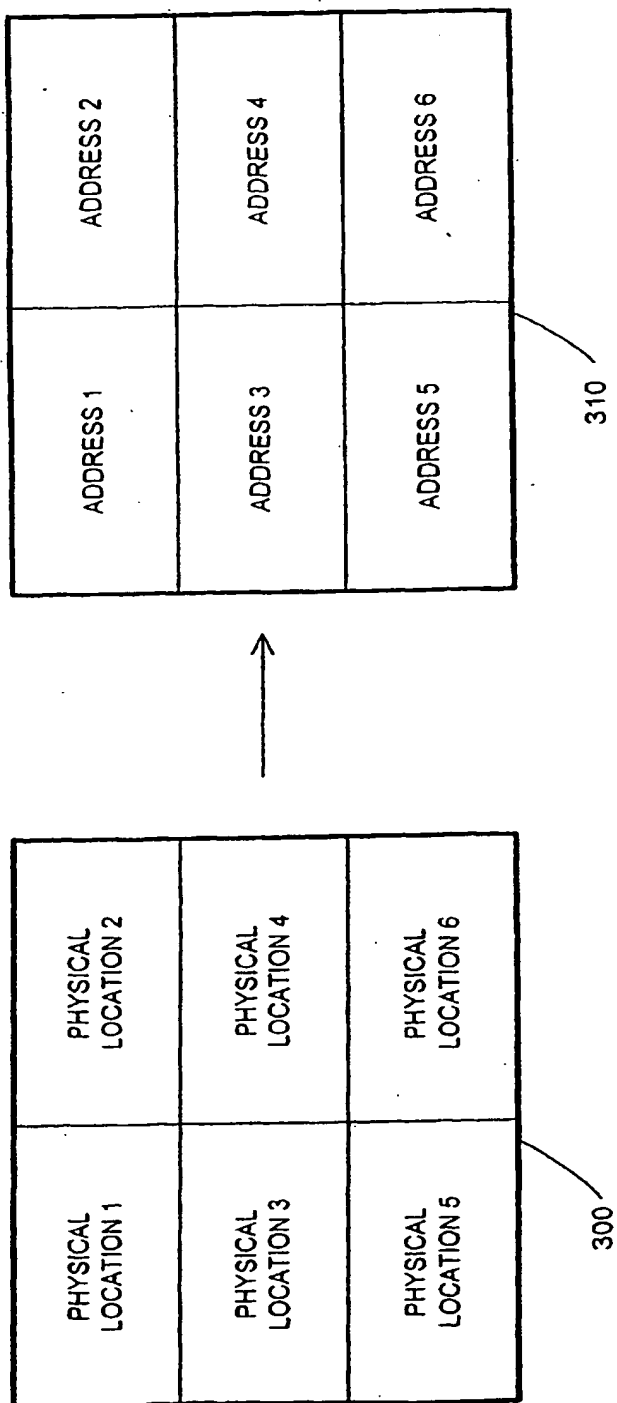 PHYSICAL
LOCATION 1
PHYSICAL
LOCATION 2
PHYSICAL
LOCATION 3
PHYSICAL
LOCATION 4
PHYSICAL
LOCATION 5
PHYSICAL
LOCATION 6
300
ADDRESS 1
ADDRESS 2
ADDRESS 3
ADDRESS 4
ADDRESS 5
ADDRESS 6
310